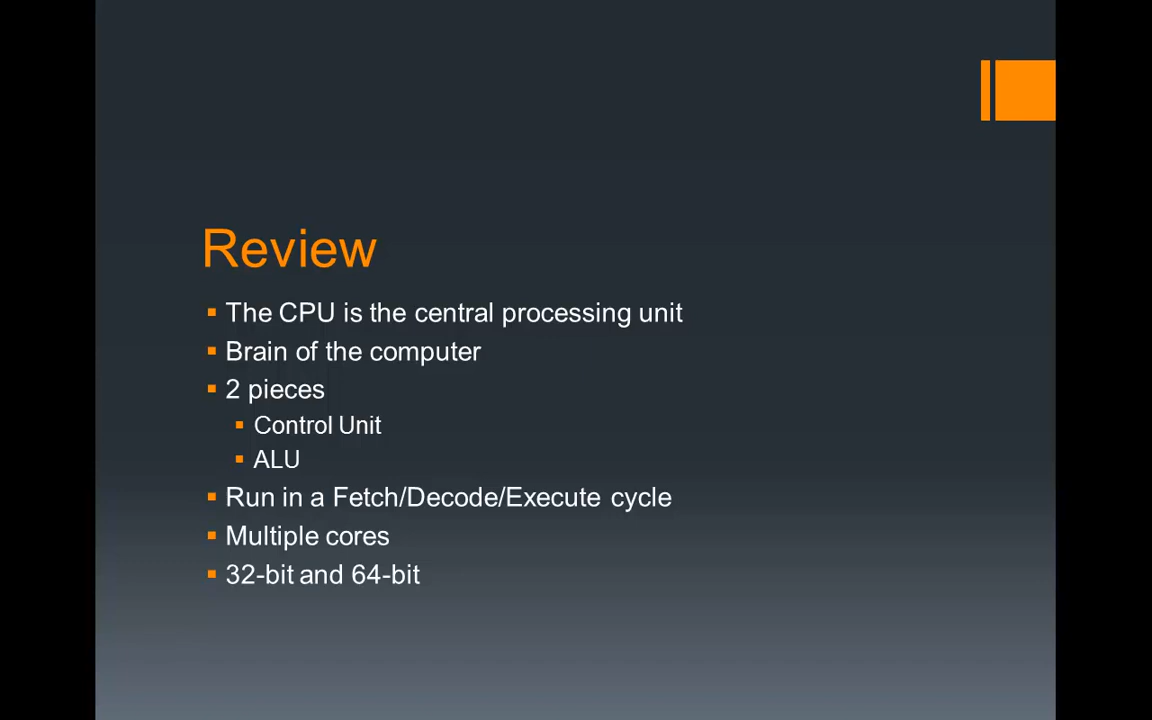 Review
The CPU is the central processing unit
Brain of the computer
2 pieces
Control Unit
ALU
Run in a Fetch/Decode/Execute cycle
Multiple cores
32-bit and 64-bit